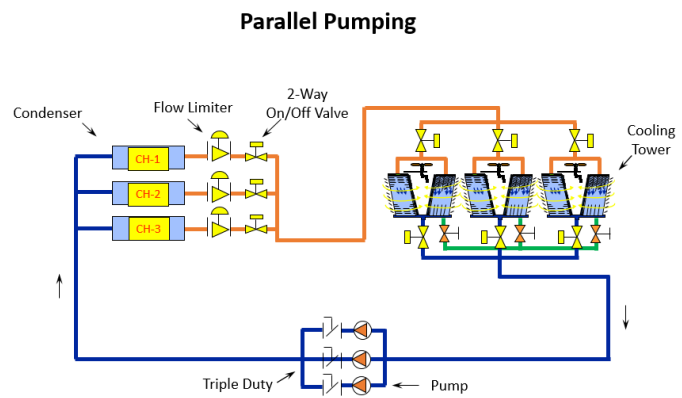 Parallel Pumping
Condenser
Flow Limiter
2-Way
On/Off Valve
Cooling
Tower
CH-1
CH-2
CH-3
Triple Duty
Pump